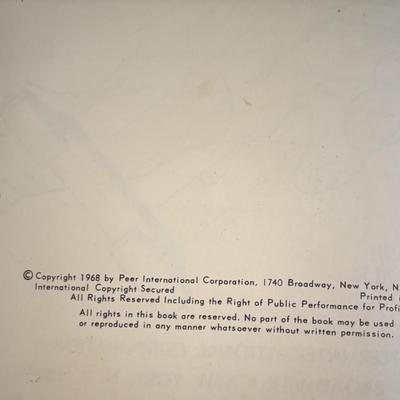 © Copyright 1968 by Peer International Corporation, 1740 Broadway, New York, N
International Copyright Secured Printed
All Rights Reserved Including the Right of Public Performance for Profi
All rights in this book are reserved. No part of the book may be used
or reproduced in any manner whatsoever without written permission.